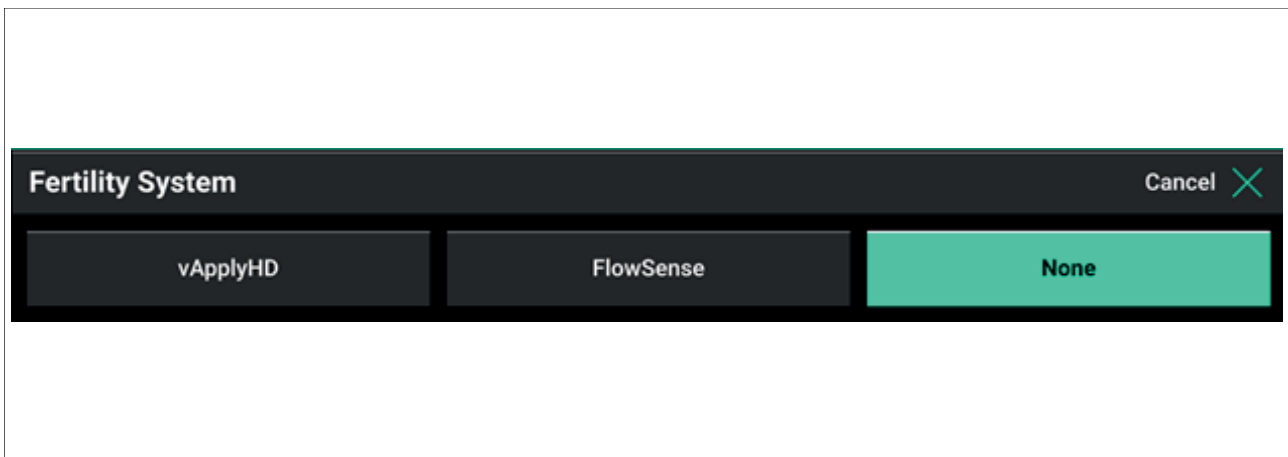 Fertility System
Cancel
vApplyHD
FlowSense
None